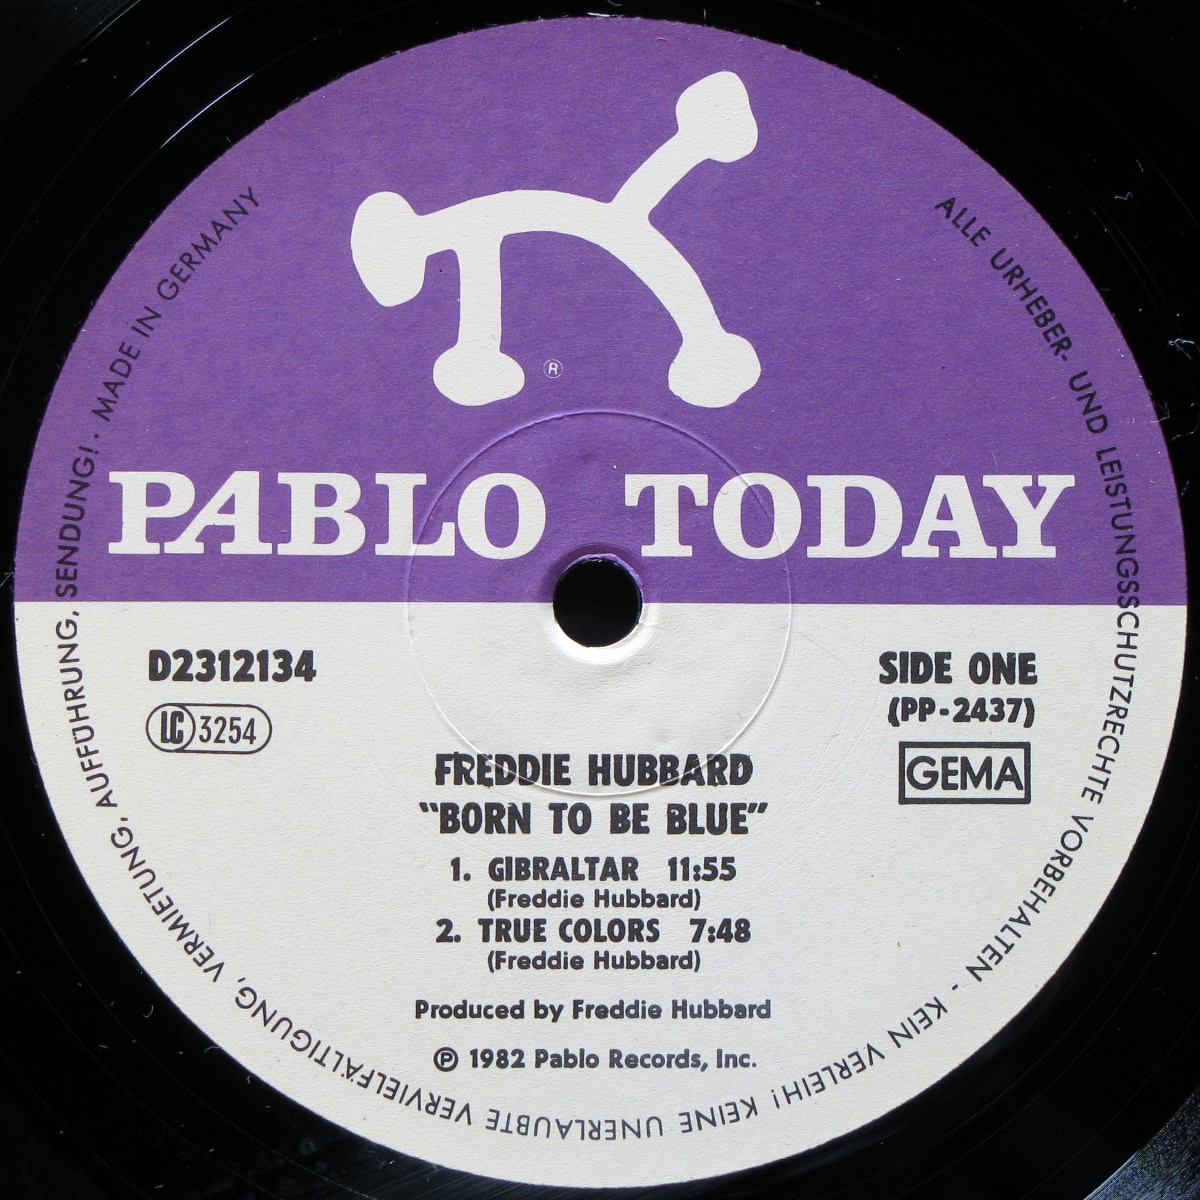 ®
PABLO TODAY
D2312134
LC 3254
SIDE ONE
(PP-2437)
GEMA
FREDDIE HUBBARD
"BORN TO BE BLUE"
1. GIBRALTAR 11:55
(Freddie Hubbard)
2. TRUE COLORS 7:48
(Freddie Hubbard)
Produced by Freddie Hubbard
℗ 1982 Pablo Records, Inc.
ALLE URHEBER- UND LEISTUNGSSCHUTZRECHTE VORBEHALTEN - KEIN VERLEIH! KEINE UNERLAUBTE VERVIELFÄLTIGUNG, VERMIETUNG, AUFFÜHRUNG, SENDUNG!. MADE IN GERMANY